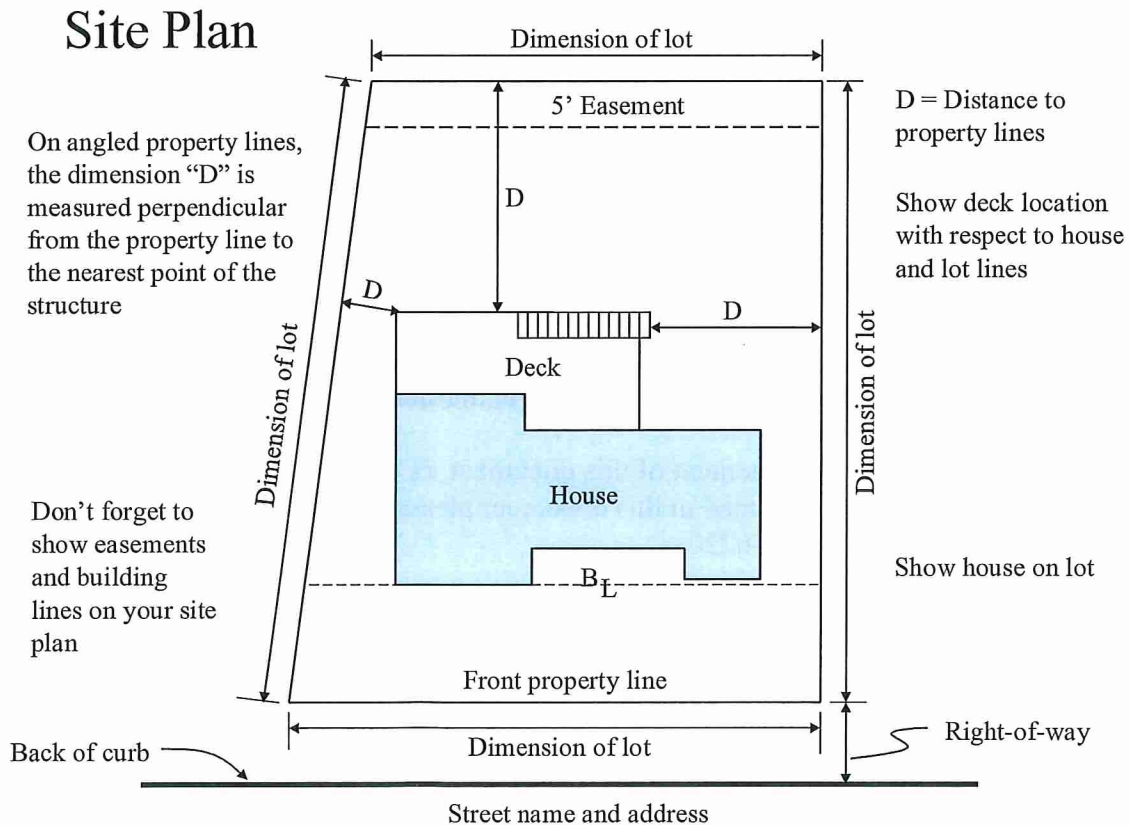 Site Plan
Dimension of lot
5’ Easement
D = Distance to
property lines
On angled property lines,
the dimension “D” is
measured perpendicular
from the property line to
the nearest point of the
structure
D
Show deck location
with respect to house
and lot lines
D
D
Dimension of lot
Deck
Dimension of lot
House
Don’t forget to
show easements
and building
lines on your site
plan
BL
Show house on lot
Front property line
Dimension of lot
Right-of-way
Back of curb
Street name and address